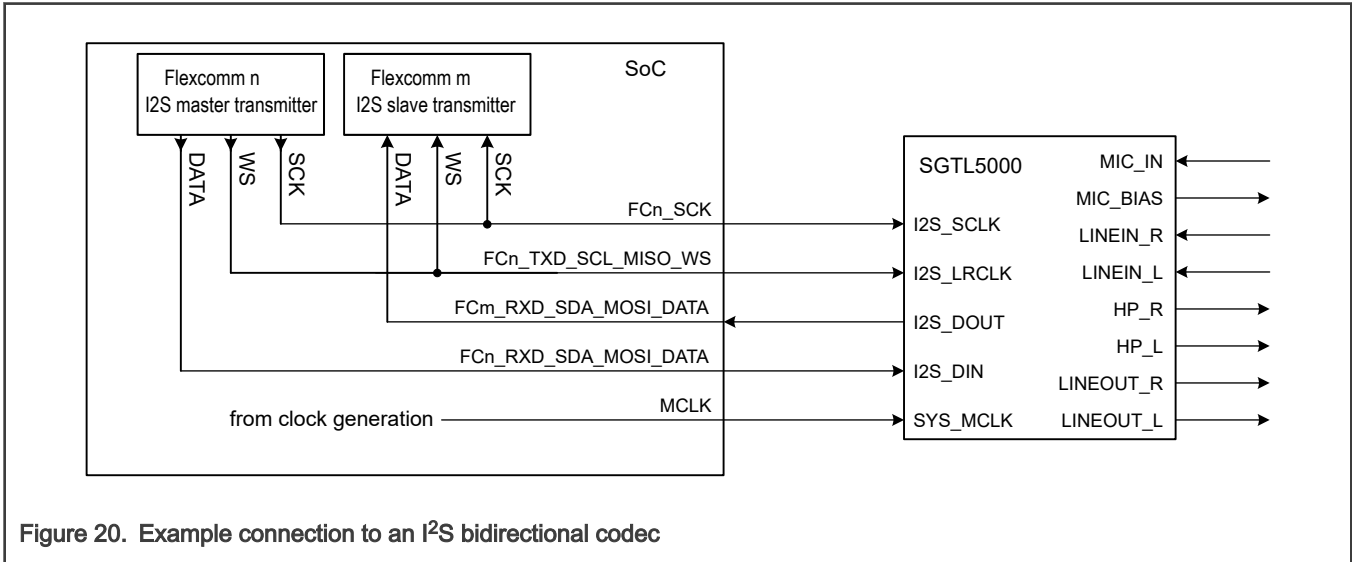 SoC
Flexcomm n
I2S master transmitter
Flexcomm m
I2S slave transmitter
DATA
WS
SCK
DATA
WS
SCK
FCn_SCK
FCn_TXD_SCL_MISO_WS
FCm_RXD_SDA_MOSI_DATA
FCn_RXD_SDA_MOSI_DATA
from clock generation
MCLK
SGTL5000
I2S_SCLK
I2S_LRCLK
I2S_DOUT
I2S_DIN
SYS_MCLK
MIC_IN
MIC_BIAS
LINEIN_R
LINEIN_L
HP_R
HP_L
LINEOUT_R
LINEOUT_L
Figure 20. Example connection to an I²S bidirectional codec